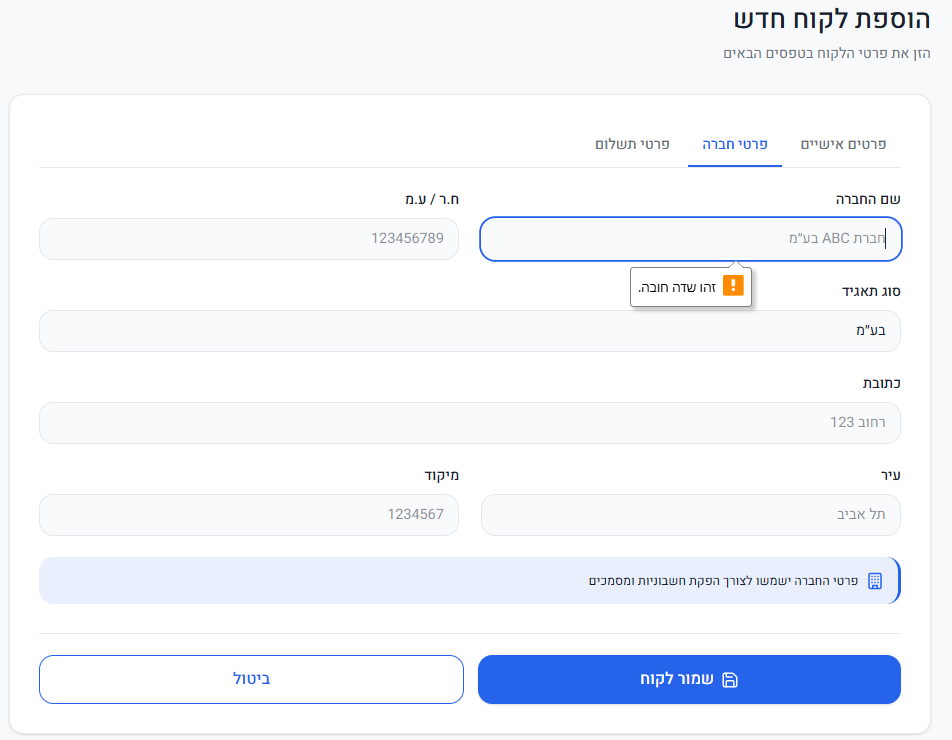 הוספת לקוח חדש
הזן את פרטי הלקוח בטפסים הבאים
פרטים אישיים
פרטי חברה
פרטי תשלום
שם החברה
ח.ר / ע.מ
חברת ABC בע"מ
123456789
זהו שדה חובה.
סוג תאגיד
בע"מ
כתובת
רחוב 123
עיר
מיקוד
תל אביב
1234567
פרטי החברה ישמשו לצורך הפקת חשבוניות ומסמכים
שמור לקוח
ביטול